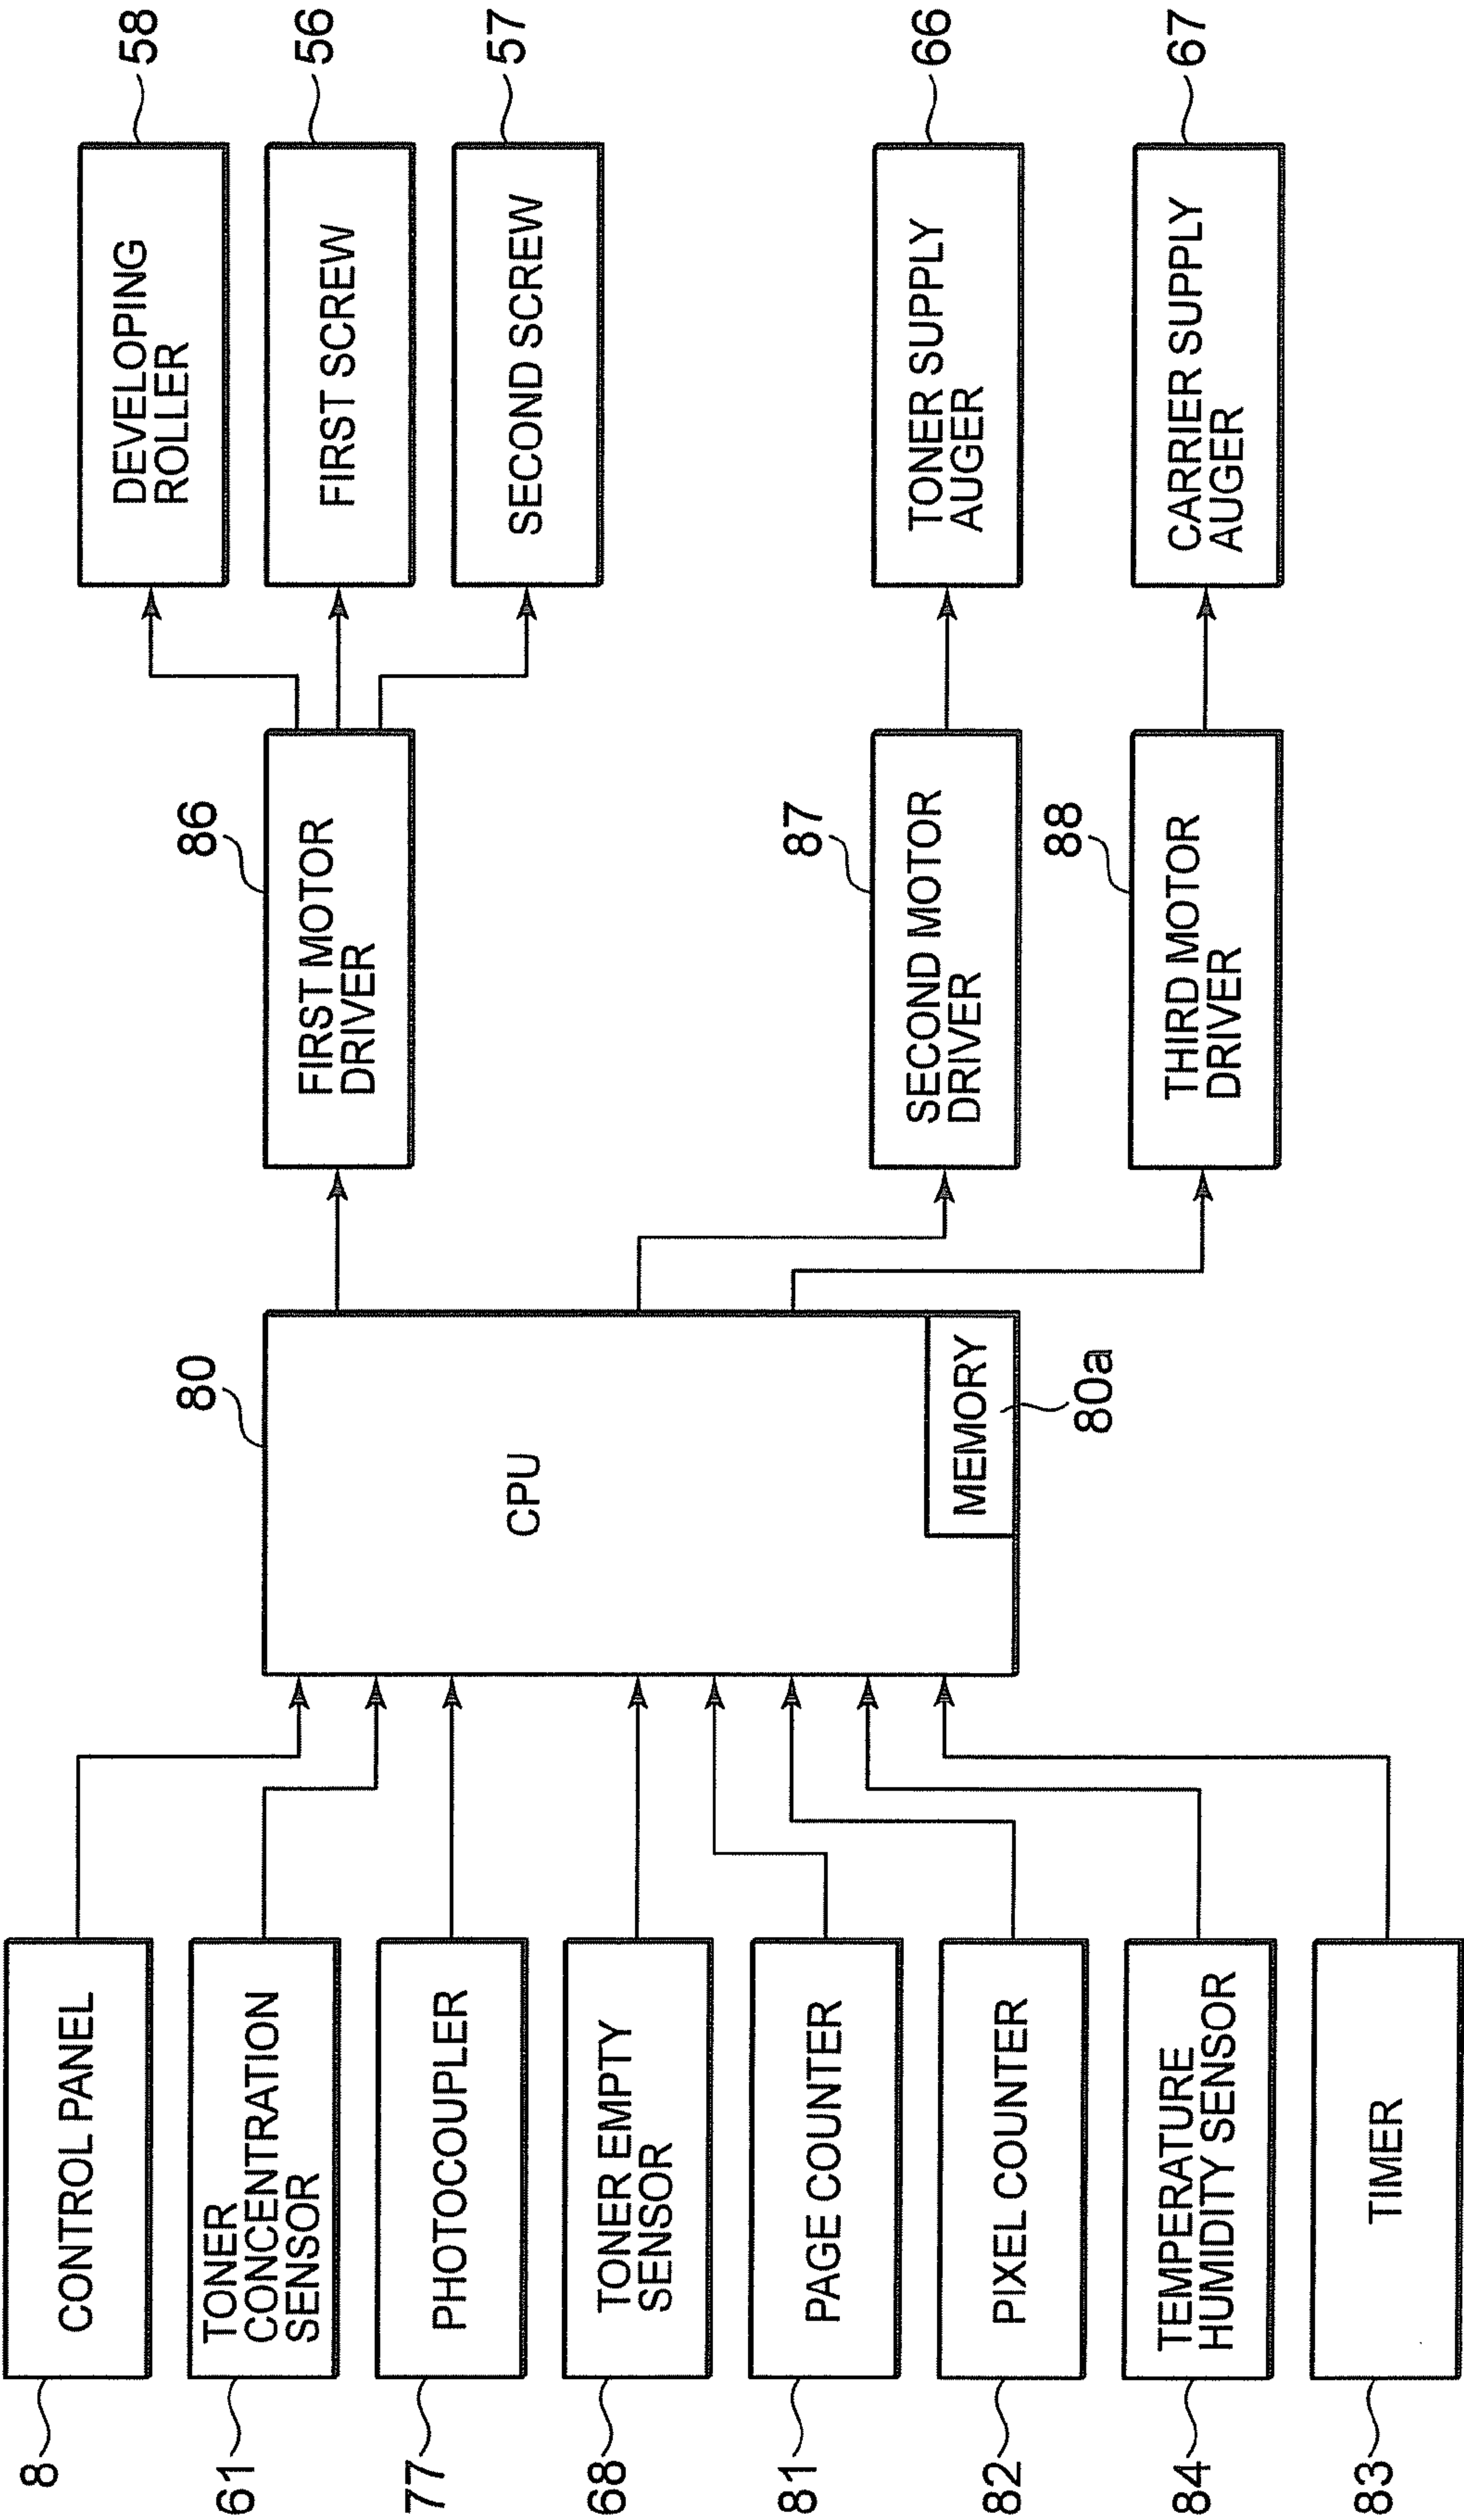 8
CONTROL PANEL
61
TONER
CONCENTRATION
SENSOR
77
PHOTOCOUPLER
68
TONER EMPTY
SENSOR
81
PAGE COUNTER
82
PIXEL COUNTER
84
TEMPERATURE
HUMIDITY SENSOR
83
TIMER
80
CPU
MEMORY
80a
86
FIRST MOTOR
DRIVER
87
SECOND MOTOR
DRIVER
88
THIRD MOTOR
DRIVER
58
DEVELOPING
ROLLER
56
FIRST SCREW
57
SECOND SCREW
66
TONER SUPPLY
AUGER
67
CARRIER SUPPLY
AUGER